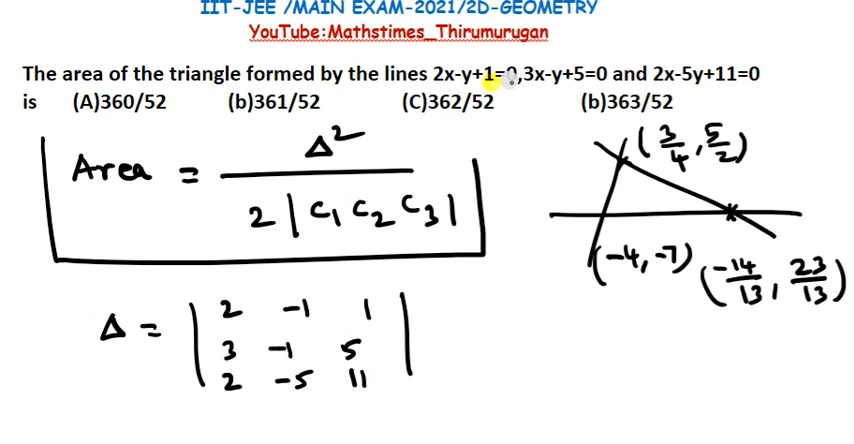 IIT-JEE /MAIN EXAM-2021/2D-GEOMETRY
YouTube:Mathstimes_Thirumurugan
The area of the triangle formed by the lines 2x-y+1=0,3x-y+5=0 and 2x-5y+11=0
is (A)360/52 (b)361/52 (C)362/52 (b)363/52
Area = Δ² / 2|C₁ C₂ C₃|
(3/4, 5/2)
(-4,-7) (-14/13, 23/13)
Δ = | 2 -1 1 |
3 -1 5
2 -5 11